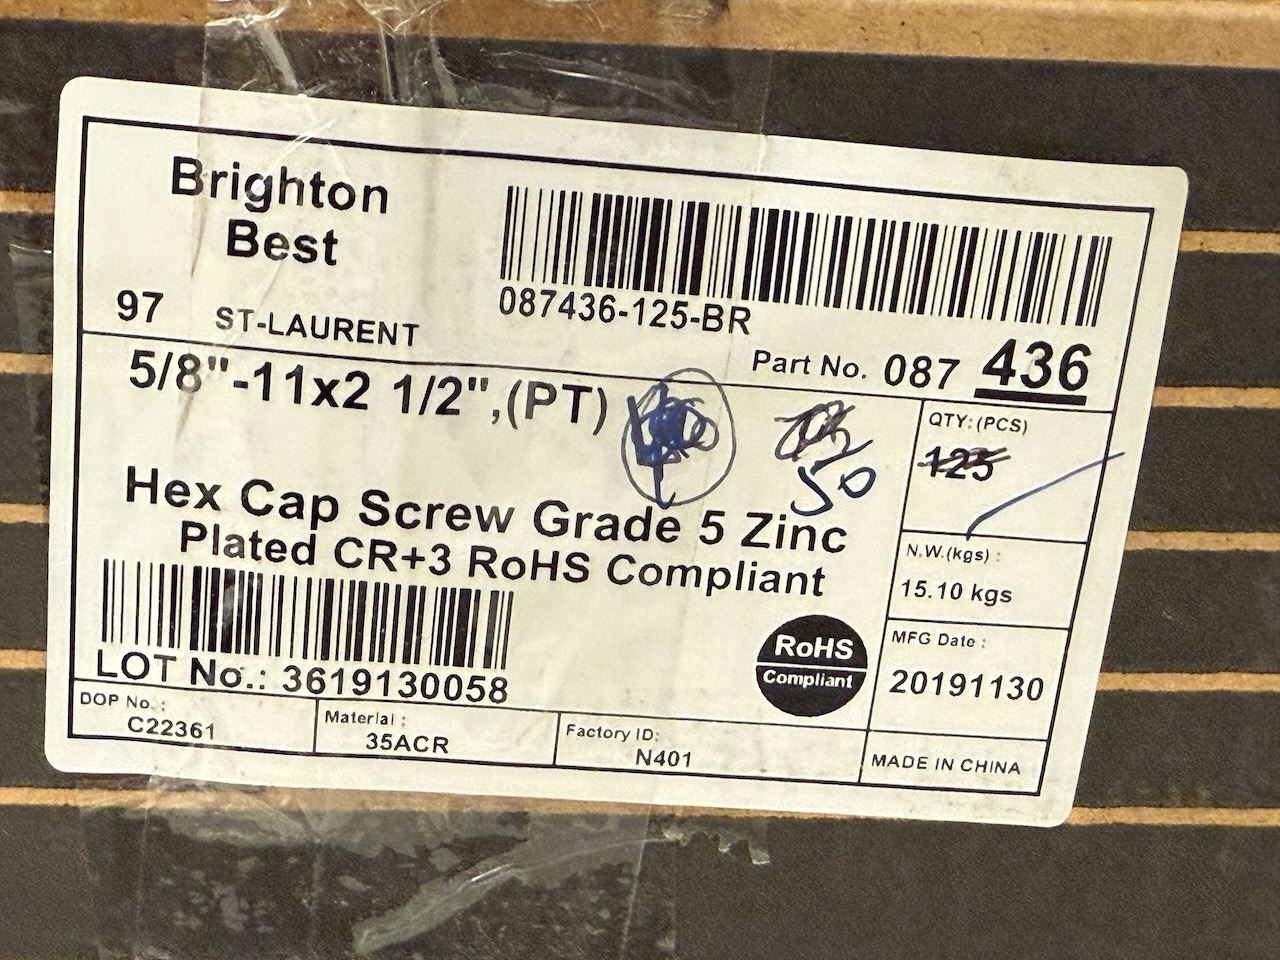 Brighton
Best
97 ST-LAURENT
087436-125-BR
Part No. 087 436
5/8"-11x2 1/2",(PT)
50
QTY:(PCS)
125
Hex Cap Screw Grade 5 Zinc
Plated CR+3 RoHS Compliant
N.W.(kgs) :
15.10 kgs
LOT No.: 3619130058
RoHS
Compliant
MFG Date :
20191130
DOP No. :
C22361
Material :
35ACR
Factory ID:
N401
MADE IN CHINA